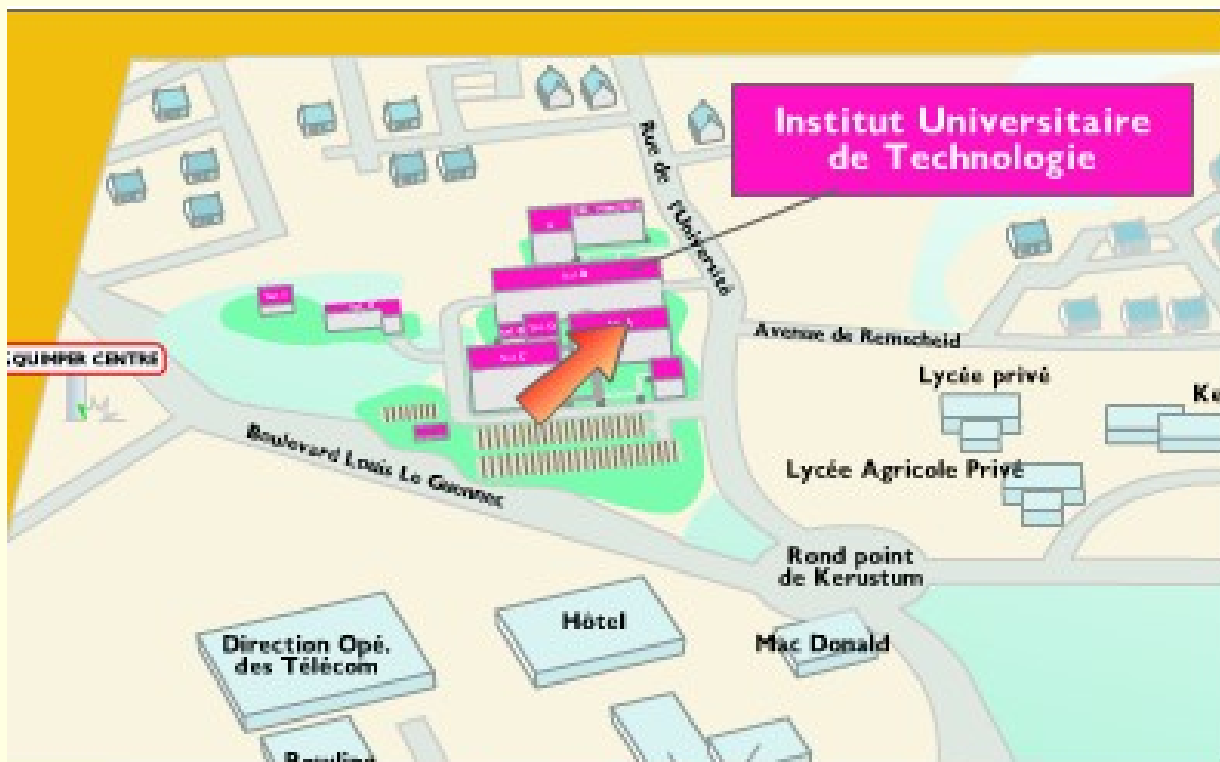 Institut Universitaire
de Technologie
Rue de l'Université
QUIMPER CENTRE
Avenue de Remscheid
Lycée privé
Boulevard Louis Le Guennec
Lycée Agricole Privé
Rond point
de Kerustum
Hôtel
Mac Donald
Direction Opé.
des Télécom
Bowling